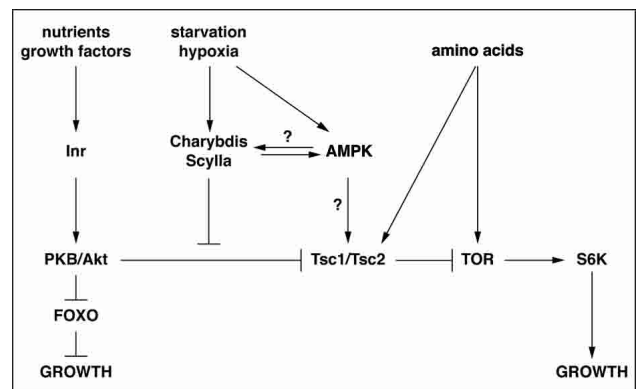 nutrients
growth factors
starvation
hypoxia
amino acids
Inr
Charybdis
Scylla
?
AMPK
?
PKB/Akt
Tsc1/Tsc2
TOR
S6K
FOXO
GROWTH
GROWTH